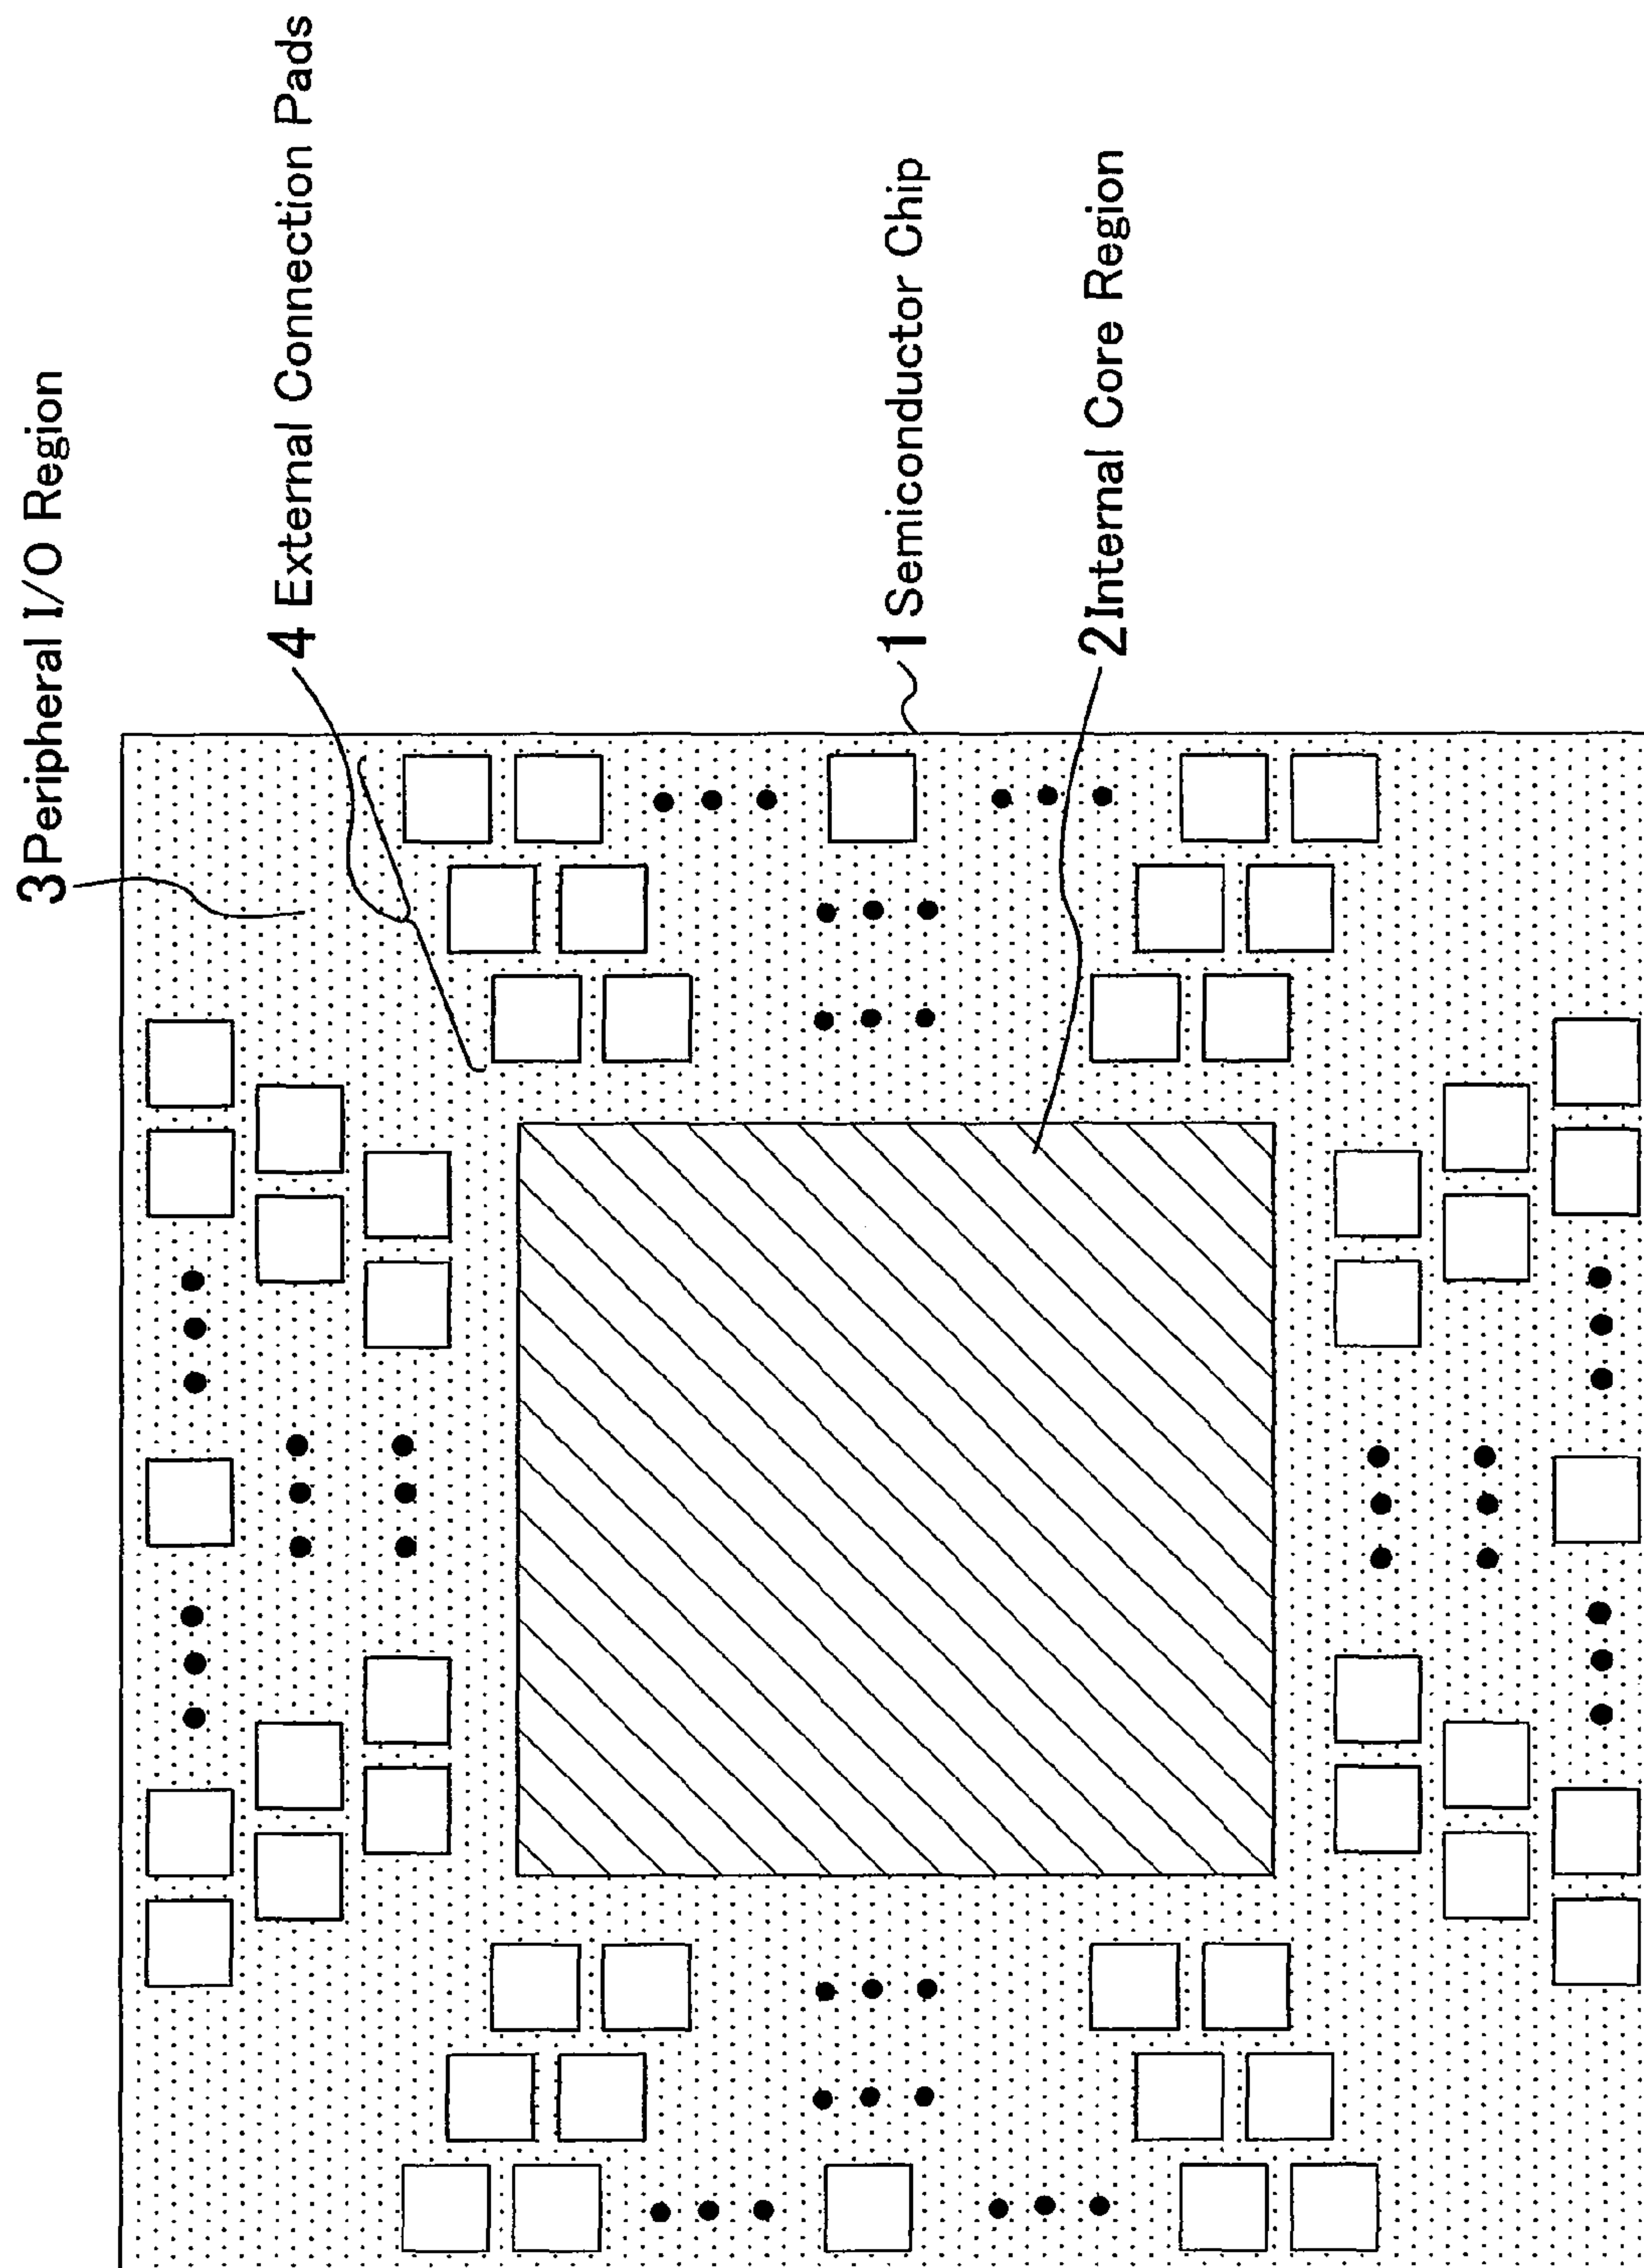 3 Peripheral I/O Region
4 External Connection Pads
1 Semiconductor Chip
2 Internal Core Region